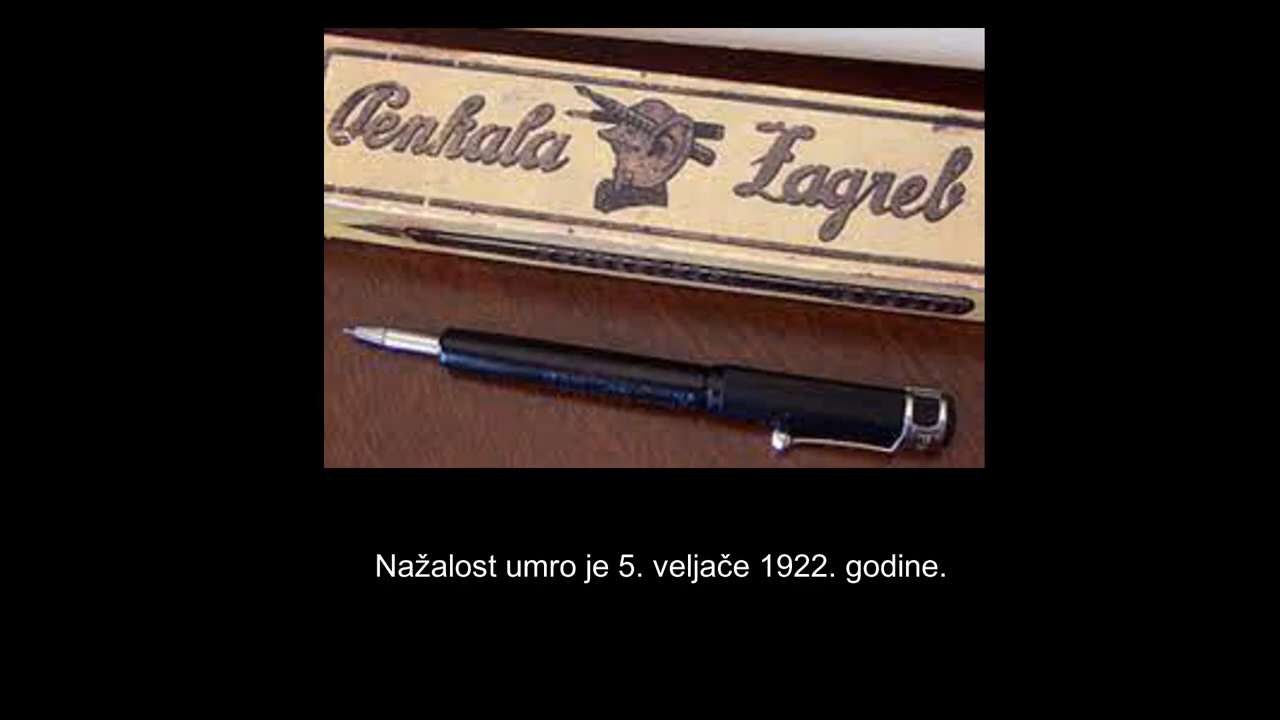 Penkala Zagreb
Nažalost umro je 5. veljače 1922. godine.